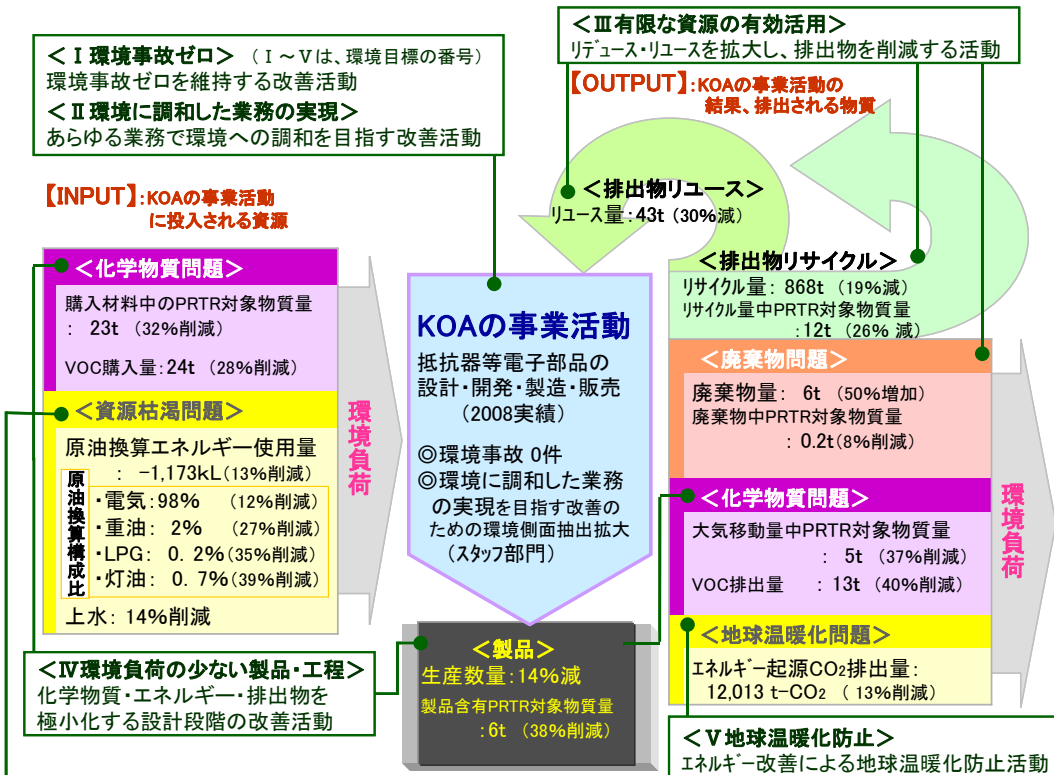 ＜Ⅰ環境事故ゼロ＞ （Ⅰ～Ⅴは、環境目標の番号）
環境事故ゼロを維持する改善活動
＜Ⅱ環境に調和した業務の実現＞
あらゆる業務で環境への調和を目指す改善活動
＜Ⅲ有限な資源の有効活用＞
ﾘﾃﾞｭｰｽ・ﾘﾕｰｽを拡大し、排出物を削減する活動
【OUTPUT】:KOAの事業活動の
結果、排出される物質
【INPUT】:KOAの事業活動
に投入される資源
＜排出物リユース＞
ﾘﾕｰｽ量:43t (30%減)
＜排出物リサイクル＞
ﾘｻｲｸﾙ量: 868t (19%減)
ﾘｻｲｸﾙ量中PRTR対象物質量
:12t (26% 減)
＜化学物質問題＞
購入材料中のPRTR対象物質量
: 23t (32%削減)
VOC購入量:24t (28%削減)
＜資源枯渇問題＞
原油換算エネルギー使用量
: -1,173kL(13%削減)
原油換算構成比
・電気:98% (12%削減)
・重油: 2% (27%削減)
・LPG: 0. 2%(35%削減)
・灯油: 0. 7%(39%削減)
上水: 14%削減
環境負荷
KOAの事業活動
抵抗器等電子部品の
設計・開発・製造・販売
(2008実績)
◎環境事故 0件
◎環境に調和した業務
の実現を目指す改善の
ための環境側面抽出拡大
(スタッフ部門)
＜廃棄物問題＞
廃棄物量: 6t (50%増加)
廃棄物中PRTR対象物質量
: 0.2t(8%削減)
＜化学物質問題＞
大気移動量中PRTR対象物質量
: 5t (37%削減)
VOC排出量 : 13t (40%削減)
＜地球温暖化問題＞
ｴﾈﾙｷﾞｰ起源CO2排出量:
12,013 t-CO2 ( 13%削減)
環境負荷
＜Ⅳ環境負荷の少ない製品・工程＞
化学物質・エネルギー・排出物を
極小化する設計段階の改善活動
＜製品＞
生産数量:14%減
製品含有PRTR対象物質量
:6t (38%削減)
＜Ⅴ地球温暖化防止＞
ｴﾈﾙｷﾞｰ改善による地球温暖化防止活動